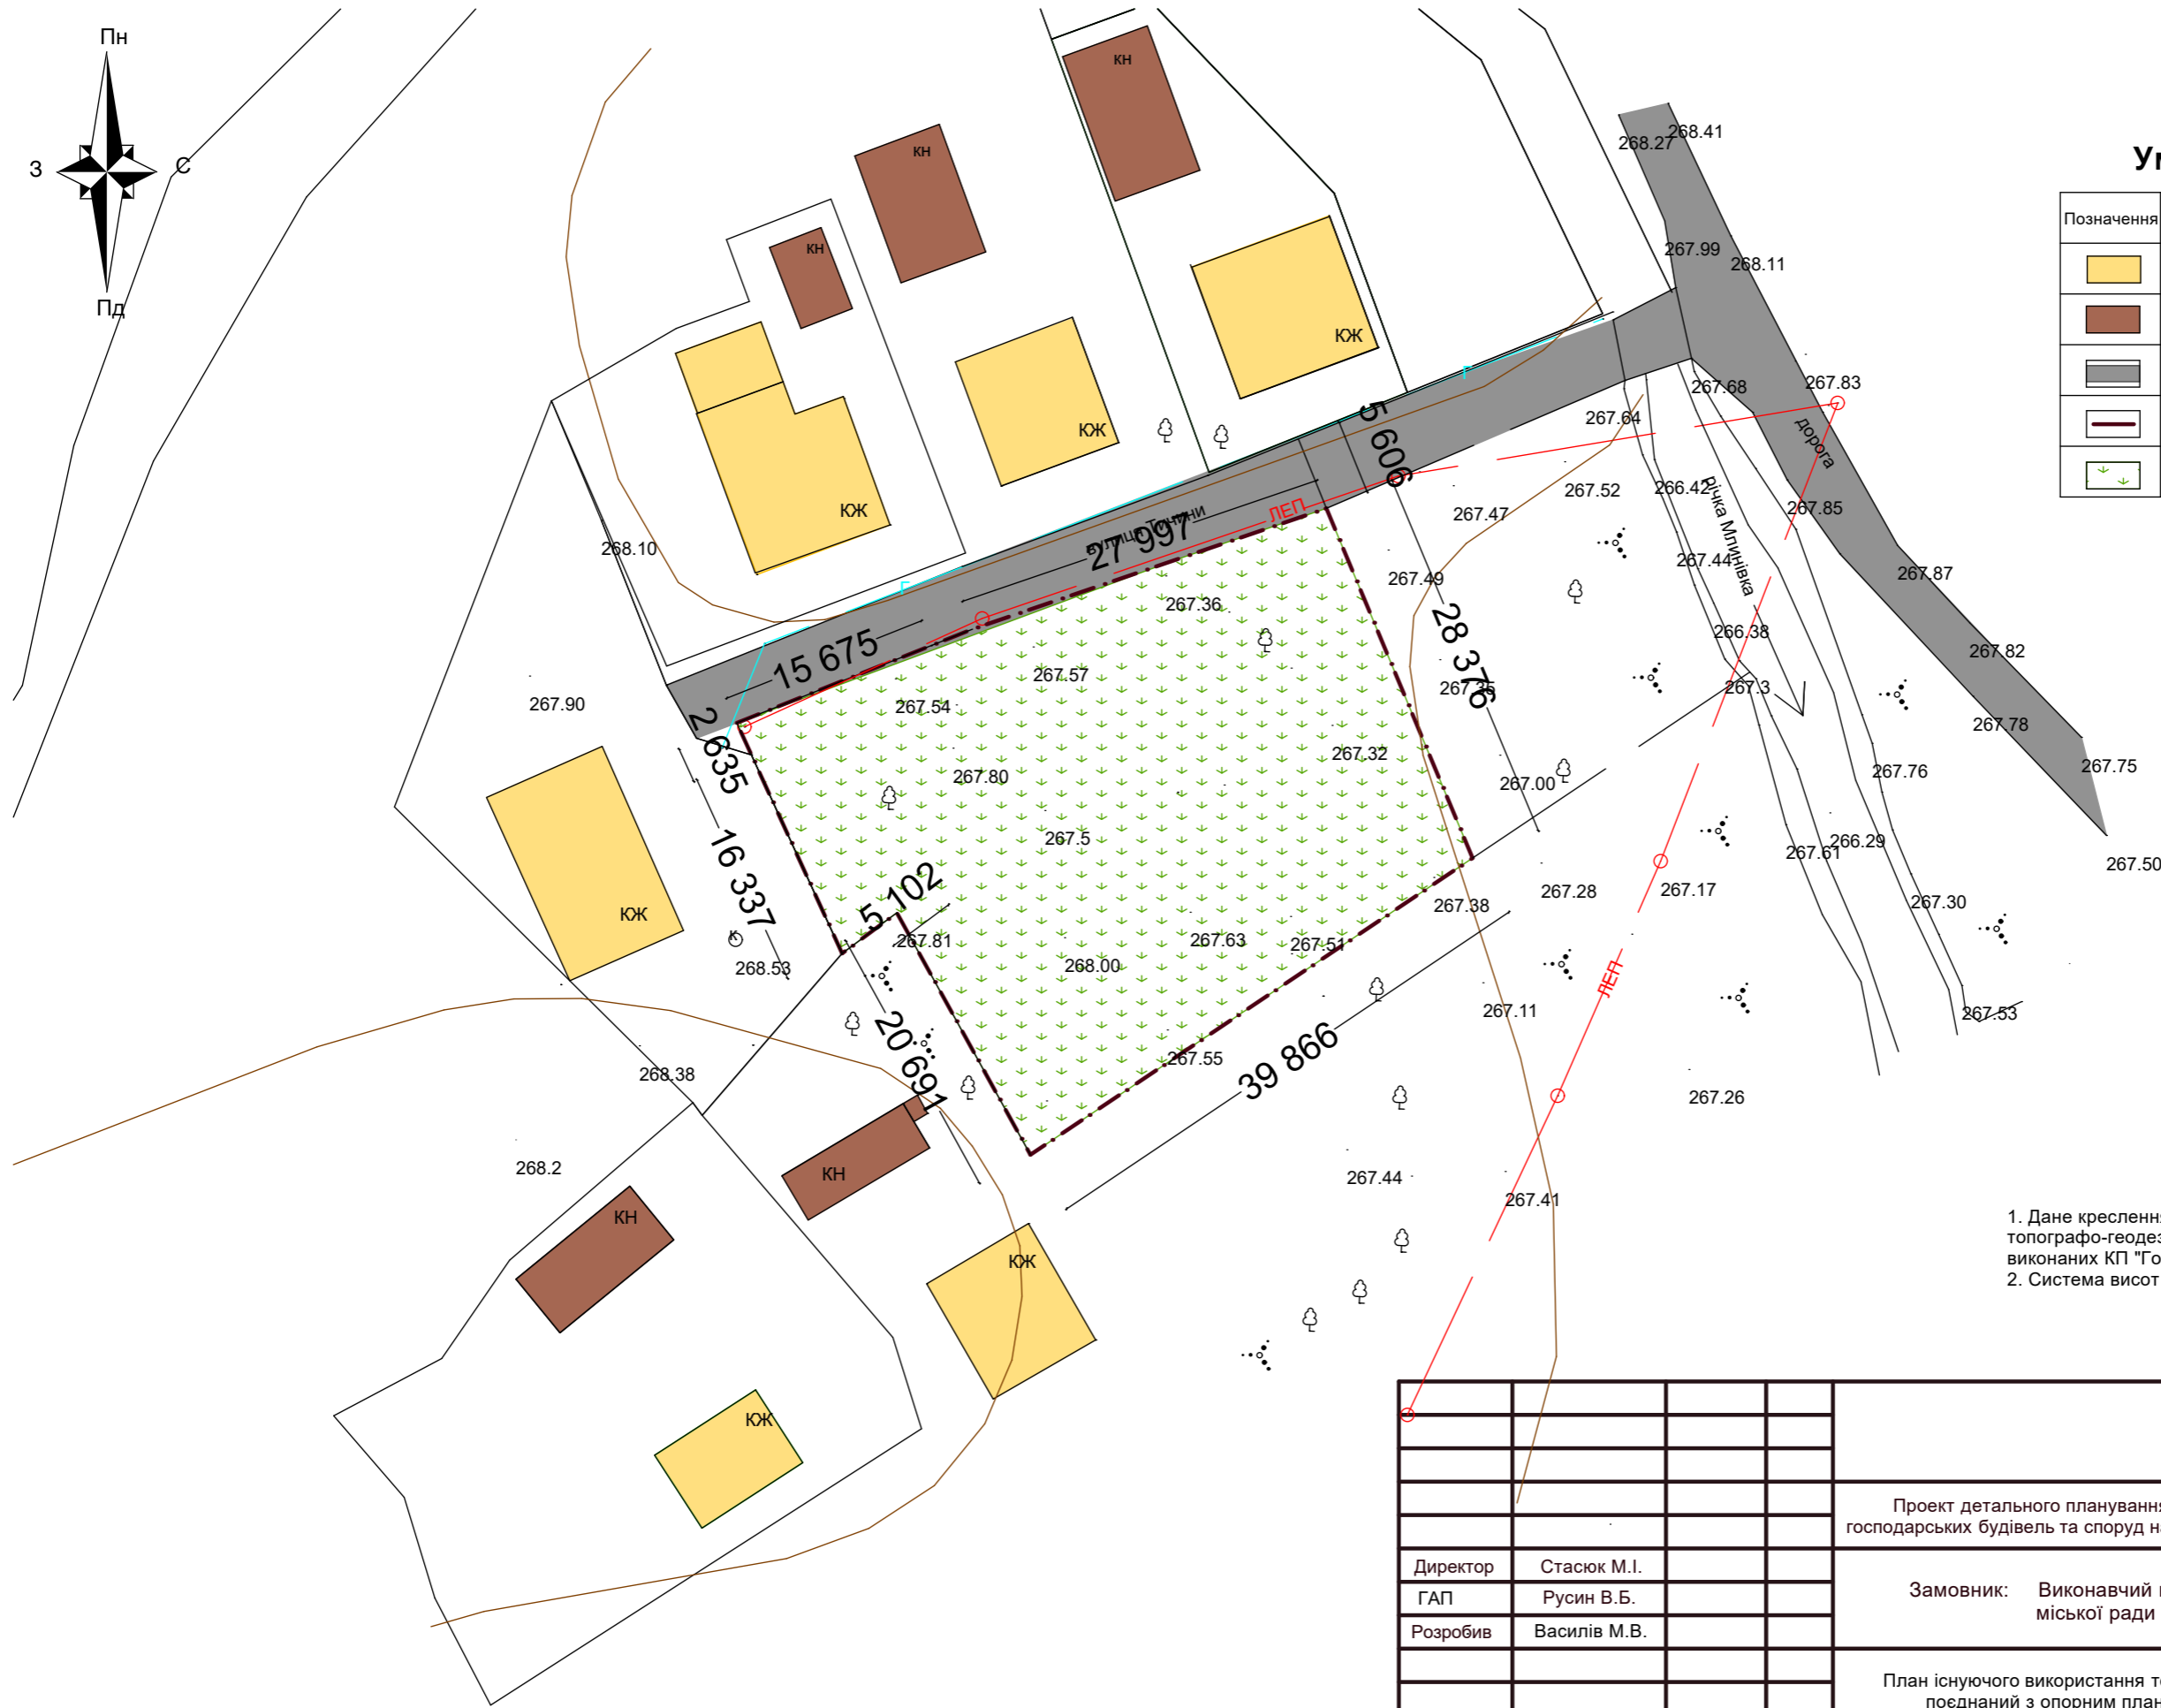 Пн
З
С
Пд
кн
кн
кн
КЖ
КЖ
КЖ
268.41
268.27
267.99
268.11
Позначення
267.68
267.83
267.64
дорога
Г
5 606
267.52
266.42
267.47
267.85
річка Млинівка
ЛЕП
вулиця Тичини
27 997
268.10
Г
267.44
267.49
267.87
267.36
28 376
266.38
267.82
15 675
267.57
267.35
267.3
267.90
267.54
267.78
2 635
267.32
267.80
267.00
267.76
267.75
267.5
267.61
266.29
267.50
16 337
5 102
267.28
267.17
267.30
КЖ
267.38
К
267.81
267.63
267.51
268.53
268.00
ЛЕП
267.11
267.53
20 691
267.55
39 866
268.38
267.26
268.2
КН
267.44
267.41
КН
КЖ
КЖ
1. Дане креслення
виконаних КП "Го
2. Система висот
Проект детального планування
господарських будівель та споруд на
Директор Стасюк М.І.
ГАП Русин В.Б.
Розробив Василів М.В.
Замовник: Виконавчий
міської ради
План існуючого використання
поєднаний з опорним план